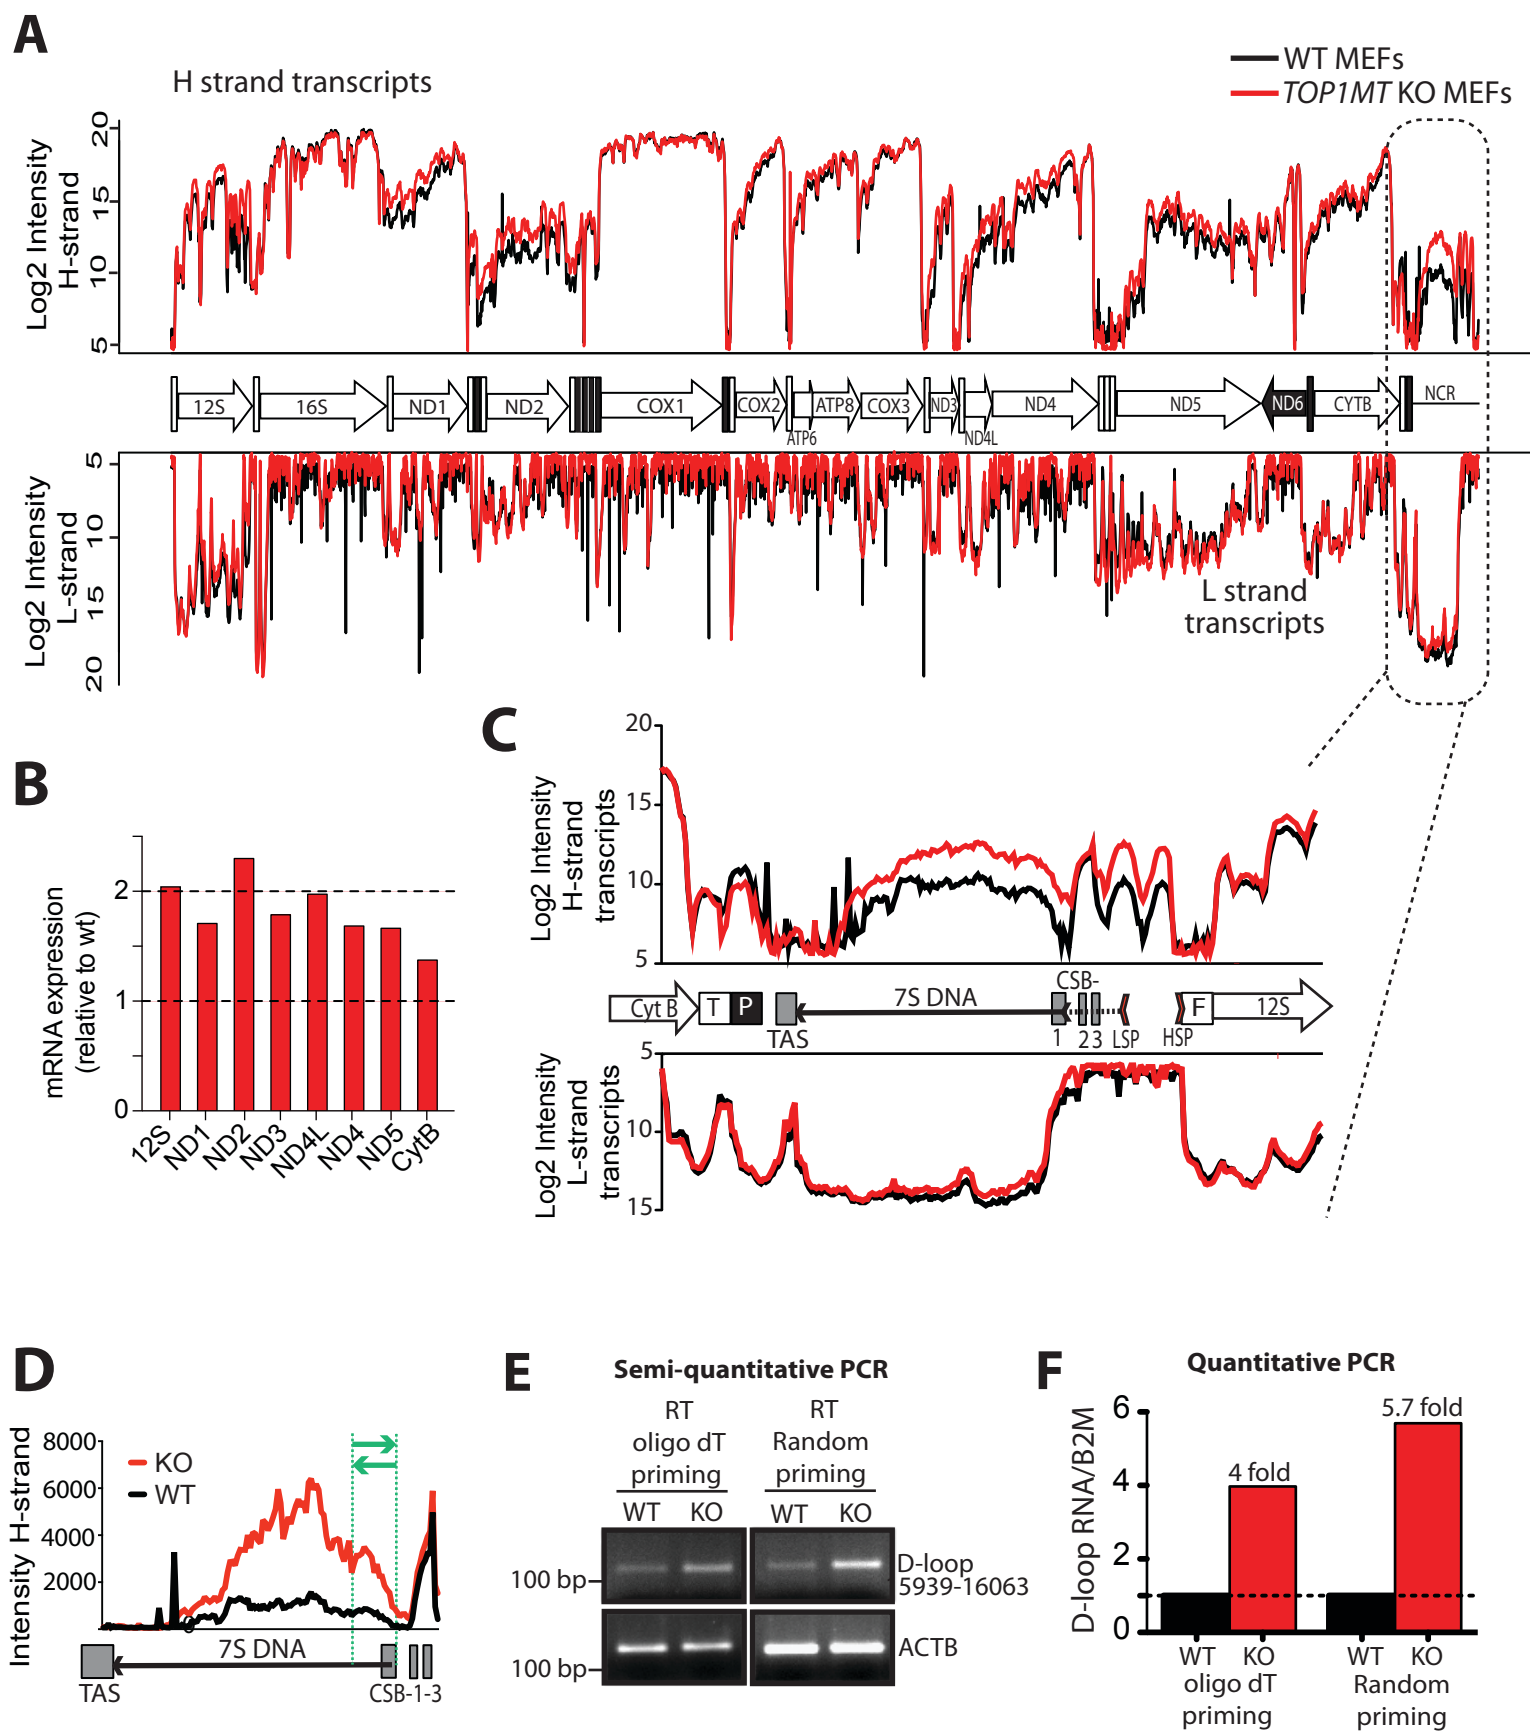 A
H strand transcripts
WT MEFs
TOP1MT KO MEFs
Log2 Intensity
H-strand
20
15
10
5
12S
16S
ND1
ND2
COX1
COX2
ATP6
ATP8
COX3
ND3
ND4L
ND4
ND5
ND6
CYTB
NCR
Log2 Intensity
L-strand
5
10
15
20
L strand
transcripts
B
mRNA expression
(relative to wt)
2
1
0
12S
ND1
ND2
ND3
ND4L
ND4
ND5
CytB
C
Log2 Intensity
H-strand
transcripts
20
15
10
5
Cyt B
T
P
TAS
7S DNA
CSB-
1
2 3
LSP
HSP
F
12S
Log2 Intensity
L-strand
transcripts
5
10
15
D
Intensity H-strand
8000
6000
4000
2000
0
KO
WT
7S DNA
TAS
CSB-1-3
E
Semi-quantitative PCR
RT
oligo dT
priming
RT
Random
priming
WT
KO
WT
KO
100 bp
D-loop
5939-16063
100 bp
ACTB
F
Quantitative PCR
D-loop RNA/B2M
6
4
2
0
4 fold
5.7 fold
WT
KO
WT
KO
oligo dT
priming
Random
priming